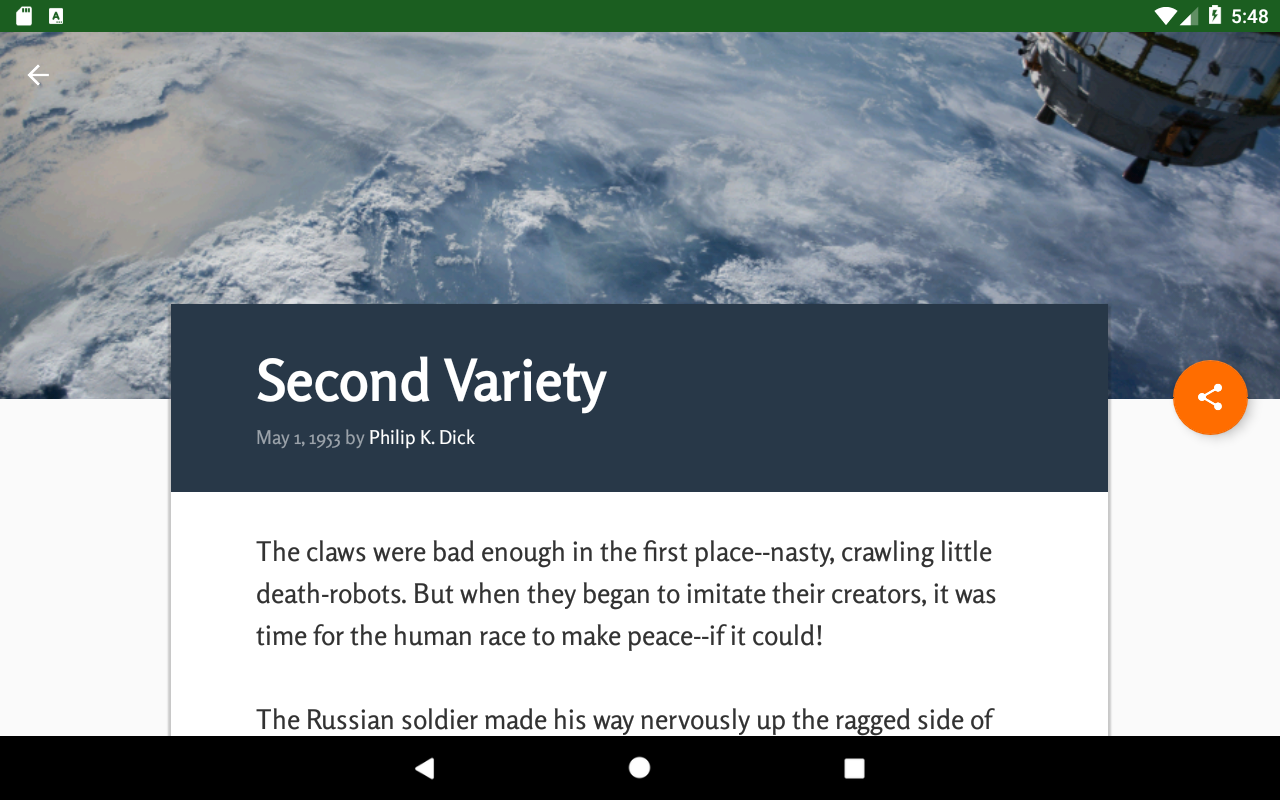 5:48
Second Variety
May 1, 1953 by Philip K. Dick
The claws were bad enough in the first place--nasty, crawling little
death-robots. But when they began to imitate their creators, it was
time for the human race to make peace--if it could!
The Russian soldier made his way nervously up the ragged side of